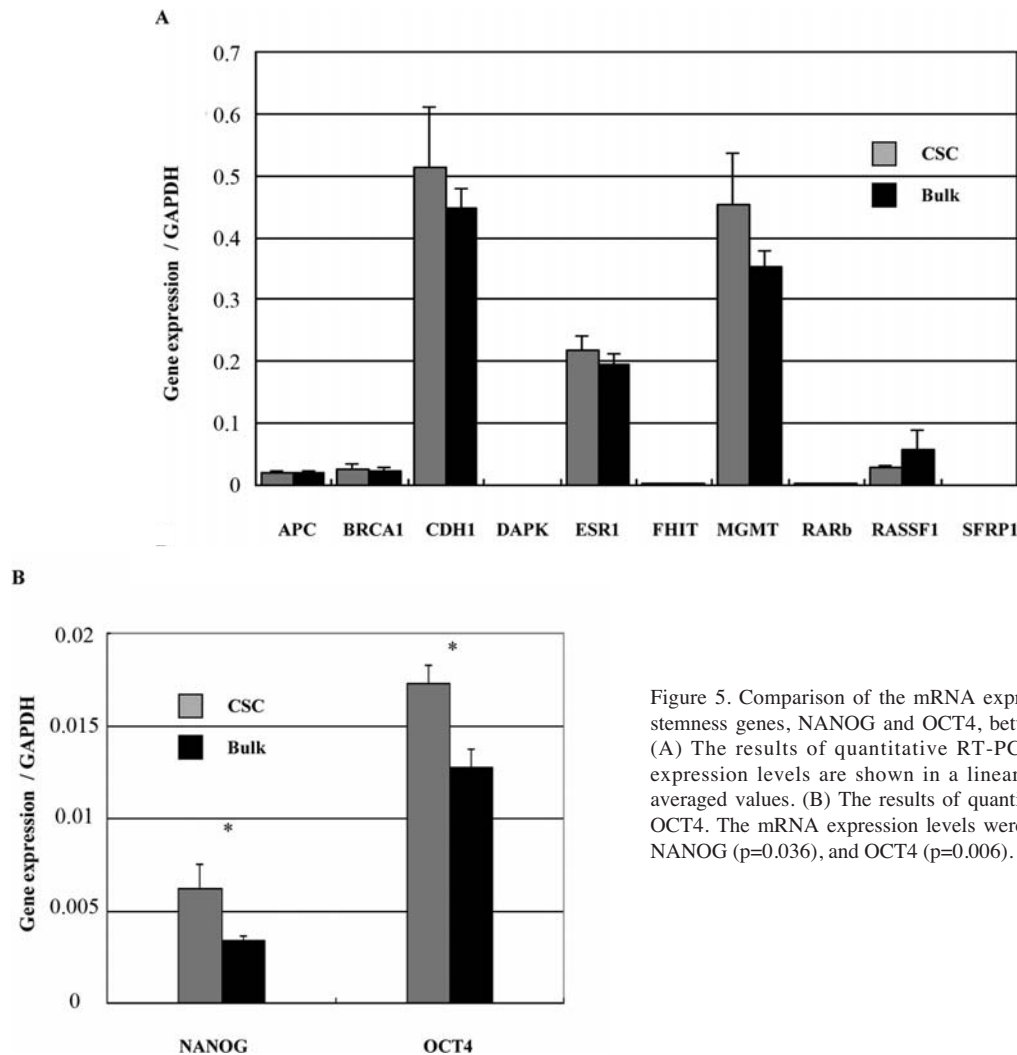 A
0.7
0.6
0.5
0.4
0.3
0.2
0.1
0
Gene expression / GAPDH
CSC
Bulk
APC BRCA1 CDH1 DAPK ESR1 FHIT MGMT RARb RASSF1 SFRP1
B
0.02
0.015
0.01
0.005
0
Gene expression / GAPDH
CSC
Bulk
*
*
NANOG OCT4
Figure 5. Comparison of the mRNA expr
stemness genes, NANOG and OCT4, bet
(A) The results of quantitative RT-PC
expression levels are shown in a linear
averaged values. (B) The results of quanti
OCT4. The mRNA expression levels were
NANOG (p=0.036), and OCT4 (p=0.006).